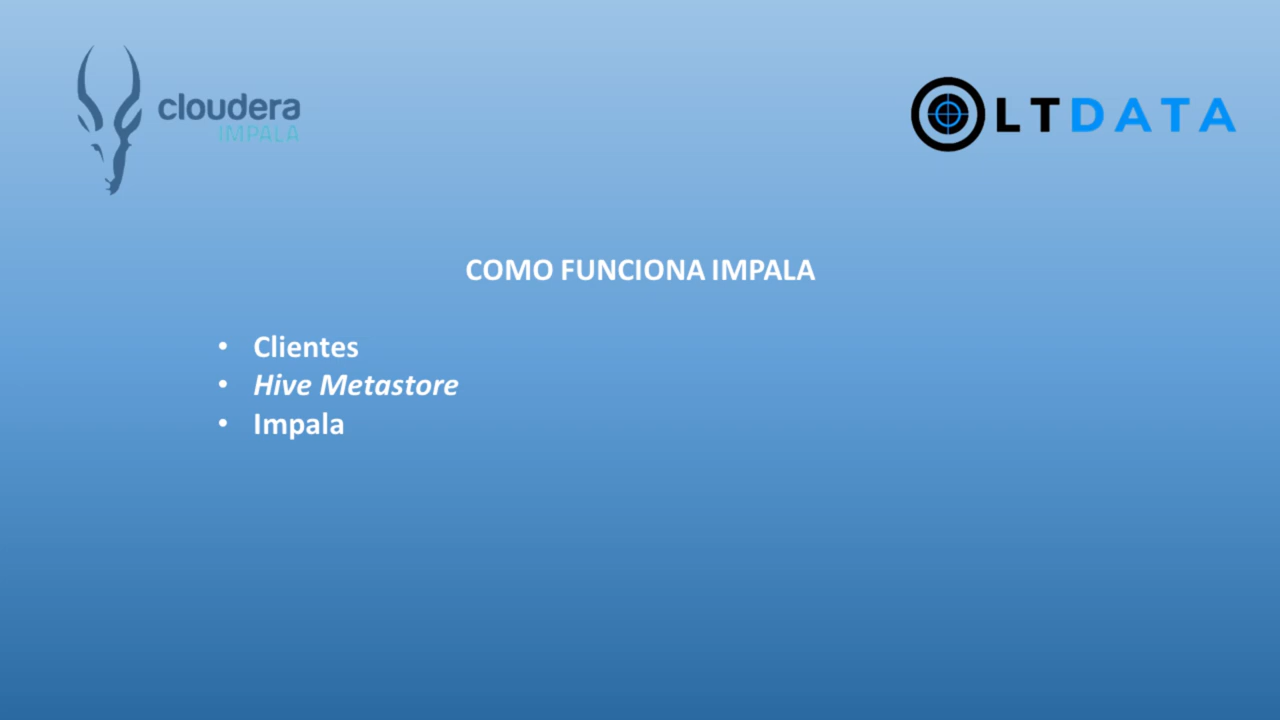 cloudera
IMPALA
LTDATA
COMO FUNCIONA IMPALA
• Clientes
• Hive Metastore
• Impala